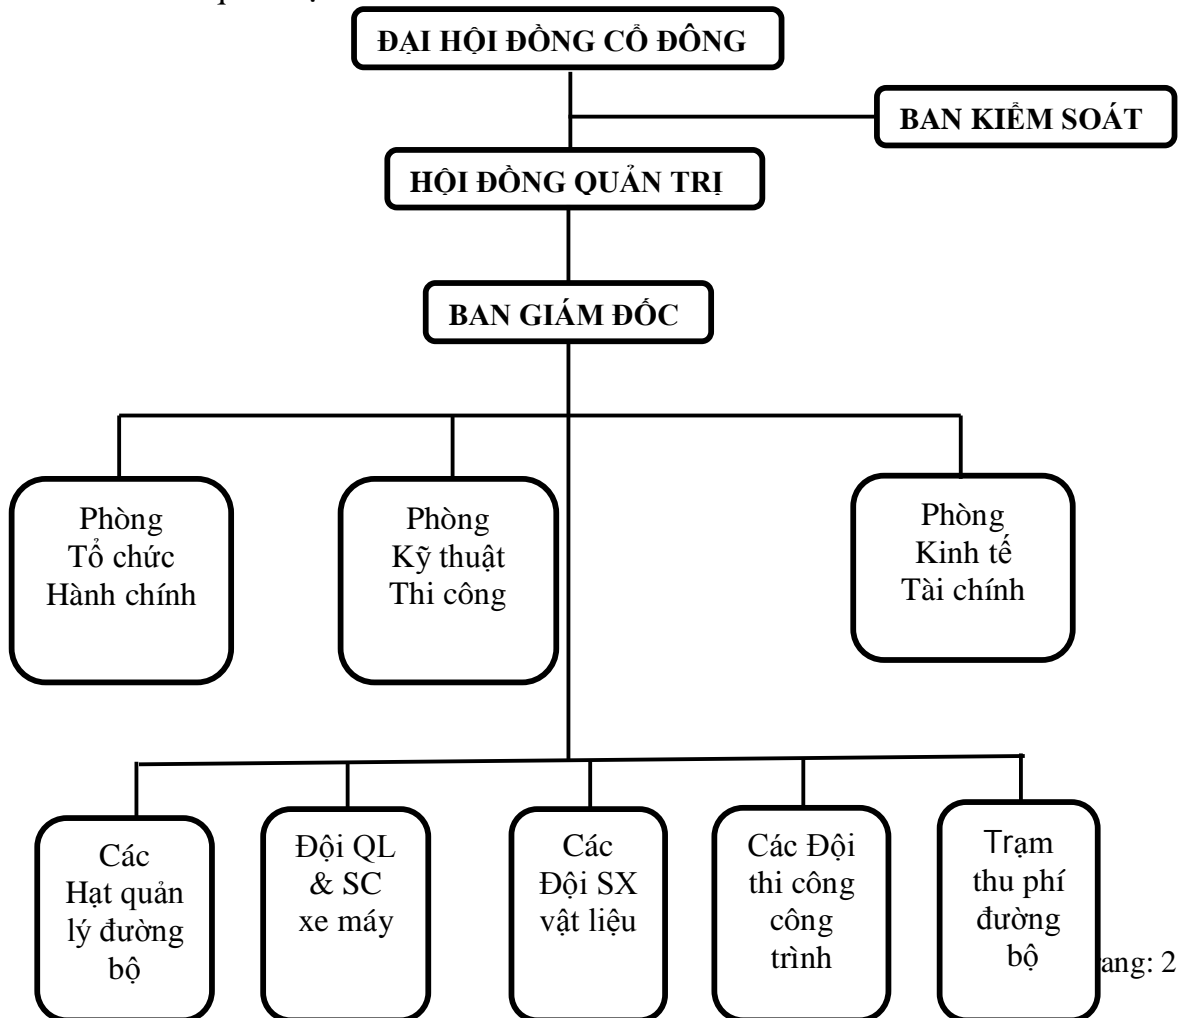 ĐẠI HỘI ĐỒNG CỔ ĐÔNG
BAN KIỂM SOÁT
HỘI ĐỒNG QUẢN TRỊ
BAN GIÁM ĐỐC
Phòng
Tổ chức
Hành chính
Phòng
Kỹ thuật
Thi công
Phòng
Kinh tế
Tài chính
Các
Hạt quản
lý đường
bộ
Đội QL
& SC
xe máy
Các
Đội SX
vật liệu
Các Đội
thi công
công
trình
Trạm
thu phí
đường
bộ
ang: 2